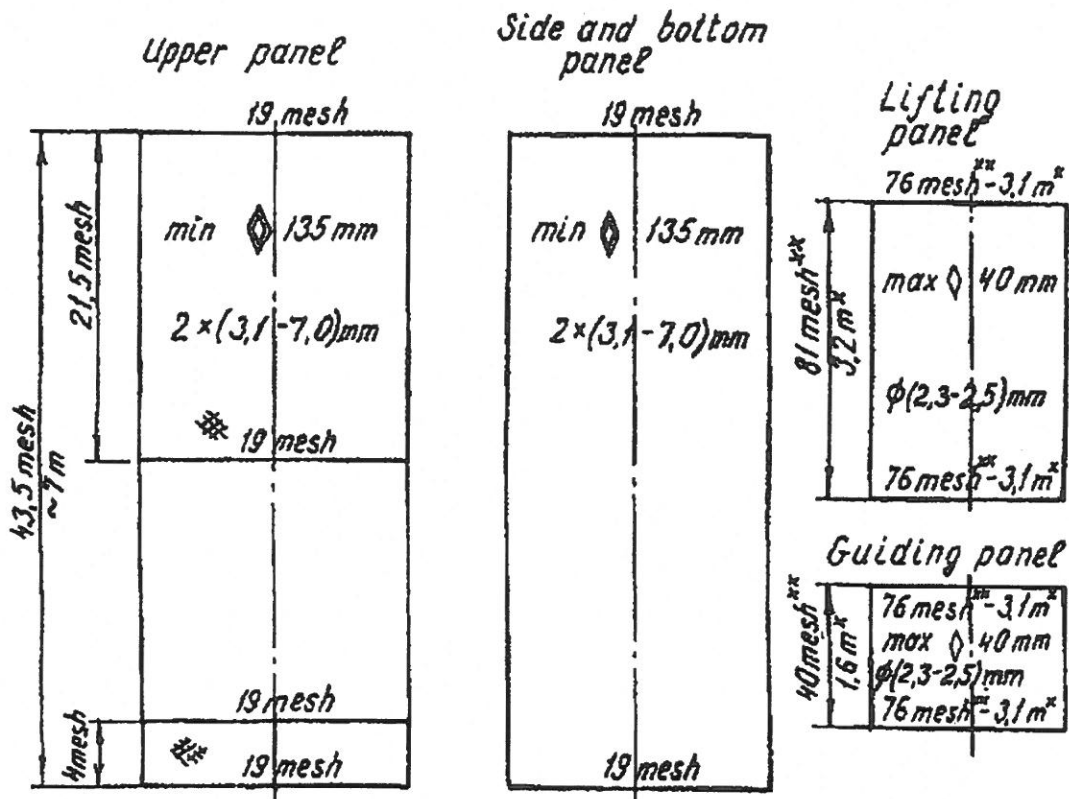 Upper panel
19 mesh
43,5 mesh
~7m
21,5 mesh
min 135 mm
2×(3,1-7,0)mm
19 mesh
19 mesh
4mesh
19 mesh
Side and bottom
panel
19 mesh
min 135 mm
2×(3,1-7,0)mm
19 mesh
Lifting
panel
76 mesh** - 3,1 m*
81 mesh**
3,2 m*
max 40 mm
ϕ(2,3-2,5)mm
76 mesh** - 3,1 m*
Guiding panel
40 mesh**
1,6 m*
76 mesh** - 3,1 m*
max 40 mm
ϕ(2,3-2,5)mm
76 mesh** - 3,1 m*